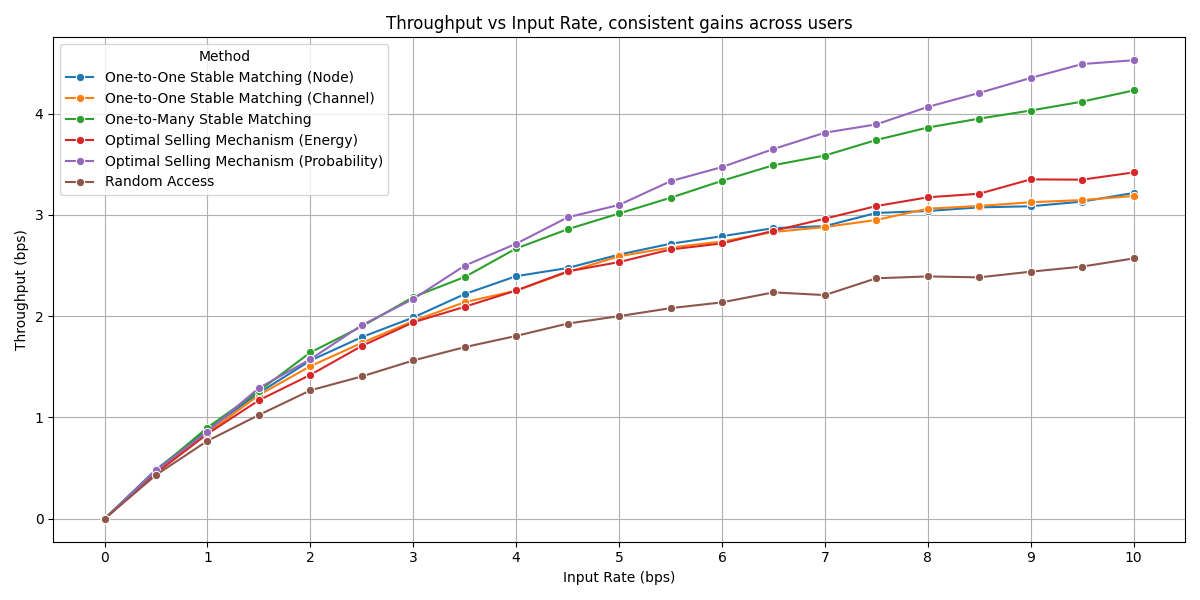 Throughput vs Input Rate, consistent gains across users
Method
One-to-One Stable Matching (Node)
One-to-One Stable Matching (Channel)
One-to-Many Stable Matching
Optimal Selling Mechanism (Energy)
Optimal Selling Mechanism (Probability)
Random Access
Throughput (bps)
4
3
2
1
0
0 1 2 3 4 5 6 7 8 9 10
Input Rate (bps)